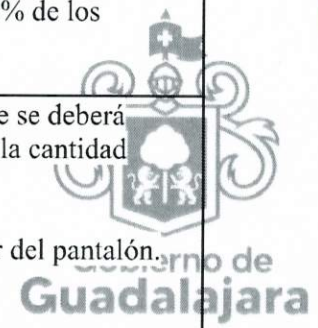 % de los
e se deberá
la cantidad
r del pantalón.
Gobierno de
Guadalajara